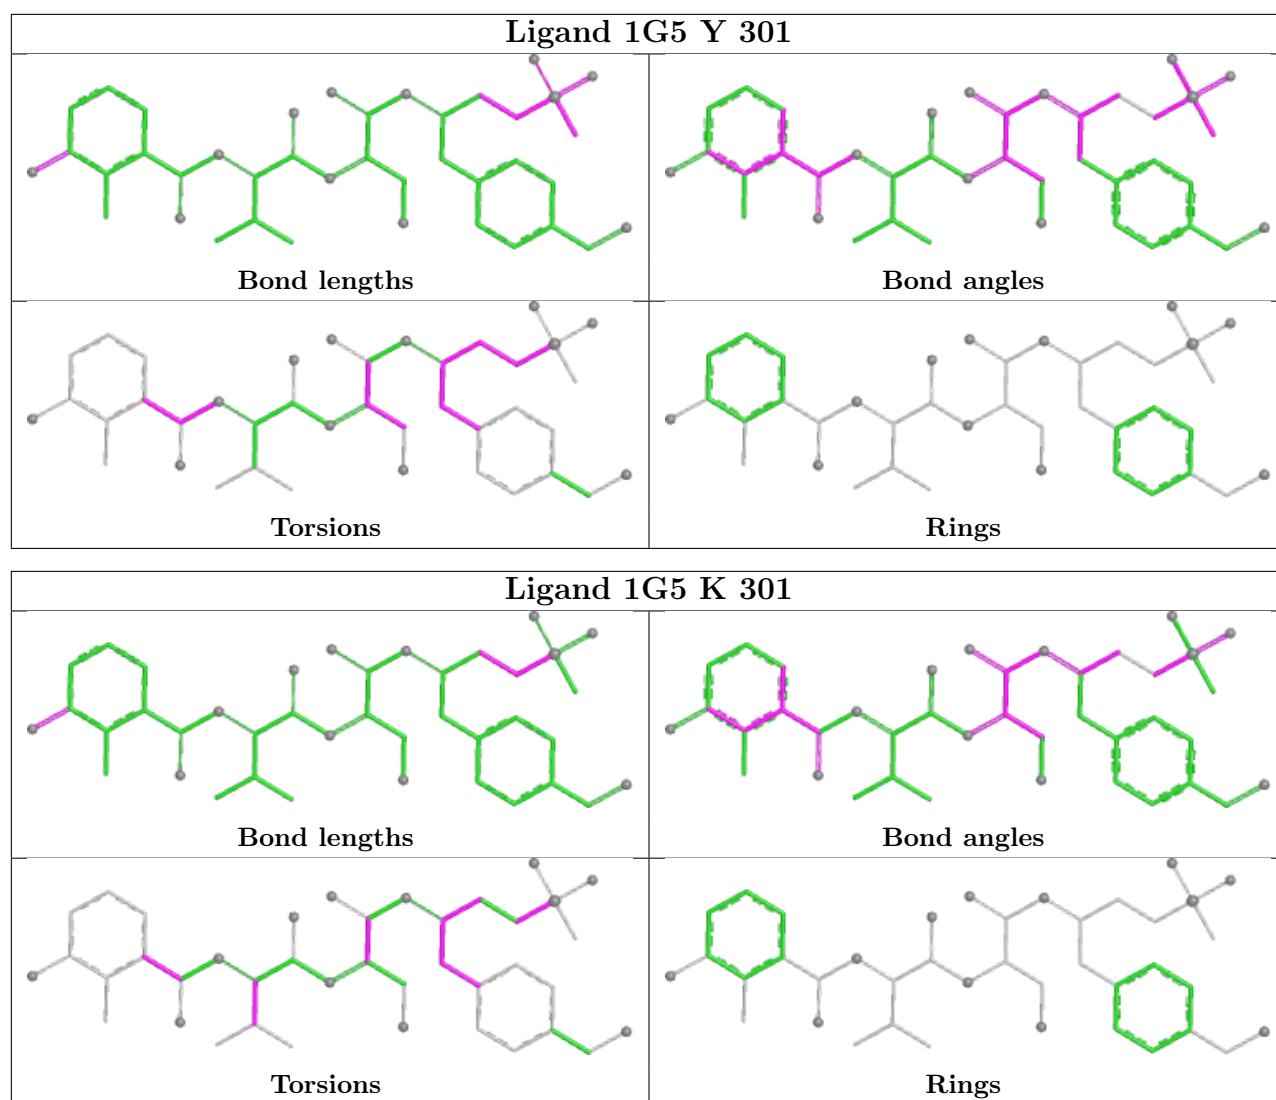 Ligand 1G5 Y 301
Bond lengths
Bond angles
Torsions
Rings
Ligand 1G5 K 301
Bond lengths
Bond angles
Torsions
Rings